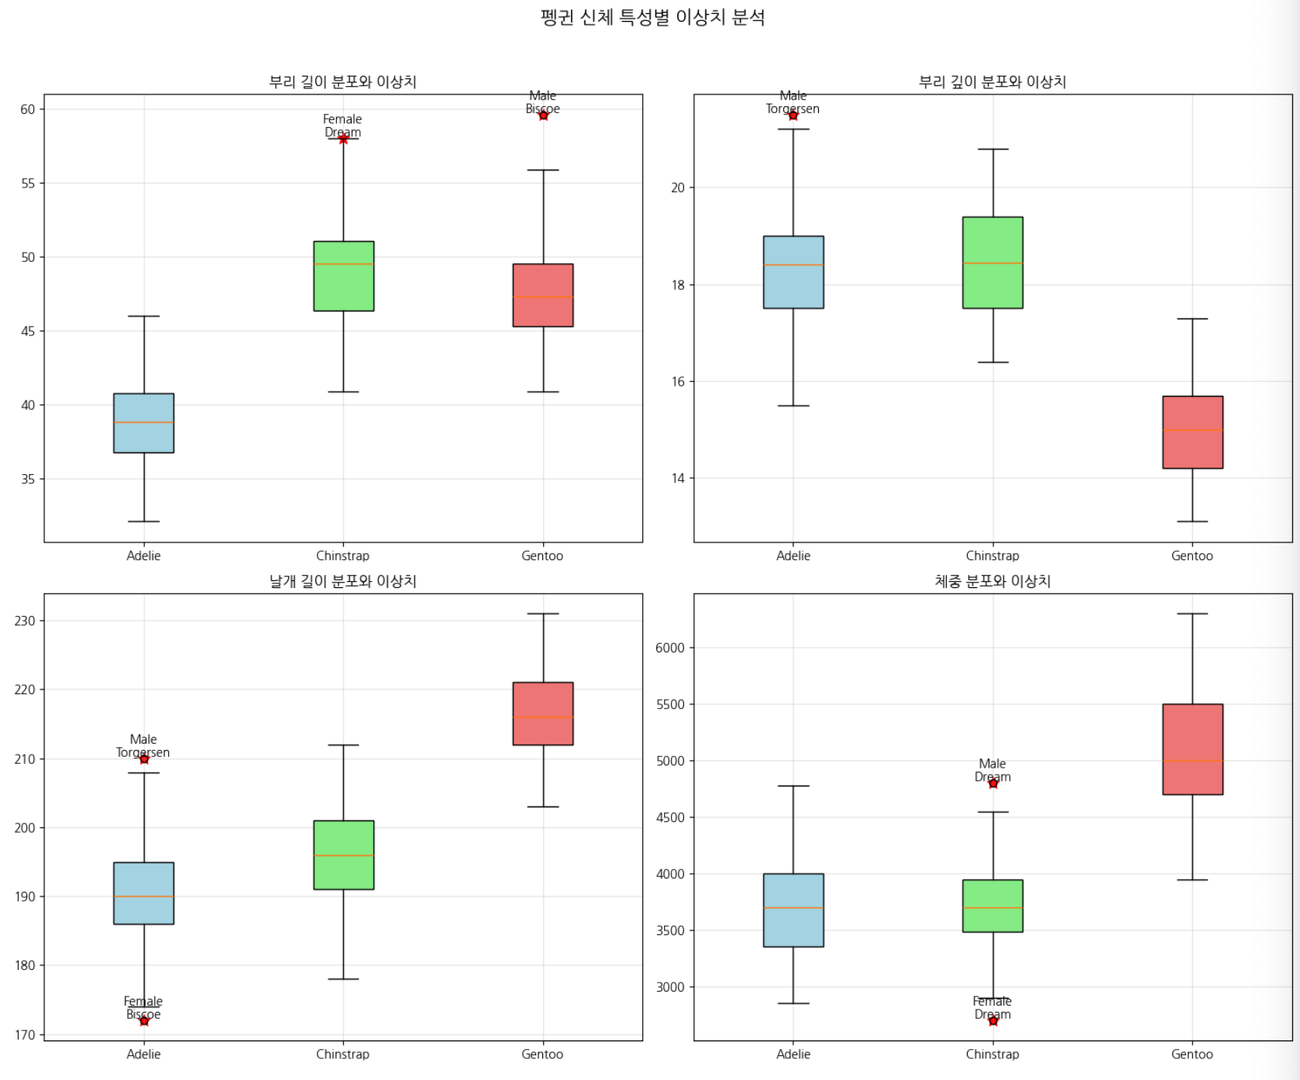 펭귄 신체 특성별 이상치 분석
부리 길이 분포와 이상치
60
55
50
45
40
35
Female
Dream
Male
Biscoe
Adelie
Chinstrap
Gentoo
부리 깊이 분포와 이상치
20
18
16
14
Male
Torgersen
Adelie
Chinstrap
Gentoo
날개 길이 분포와 이상치
230
220
210
200
190
180
170
Male
Torgersen
Female
Biscoe
Adelie
Chinstrap
Gentoo
체중 분포와 이상치
6000
5500
5000
4500
4000
3500
3000
Male
Dream
Female
Dream
Adelie
Chinstrap
Gentoo